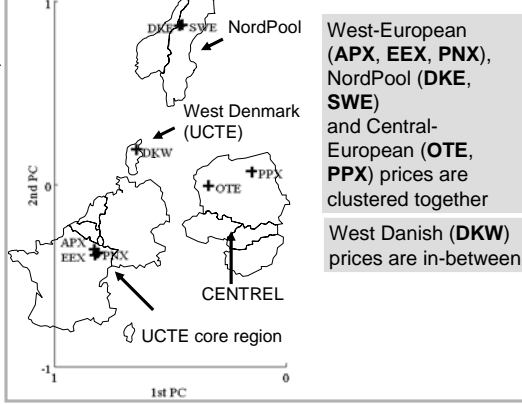 1
DKE
SWE
NordPool
West Denmark
(UCTE)
DKW
PPX
OTE
2nd PC
0
APX
EEX
PNX
CENTREL
UCTE core region
-1
1
0
1st PC
West-European
(APX, EEX, PNX),
NordPool (DKE,
SWE)
and Central-
European (OTE,
PPX) prices are
clustered together
West Danish (DKW)
prices are in-between